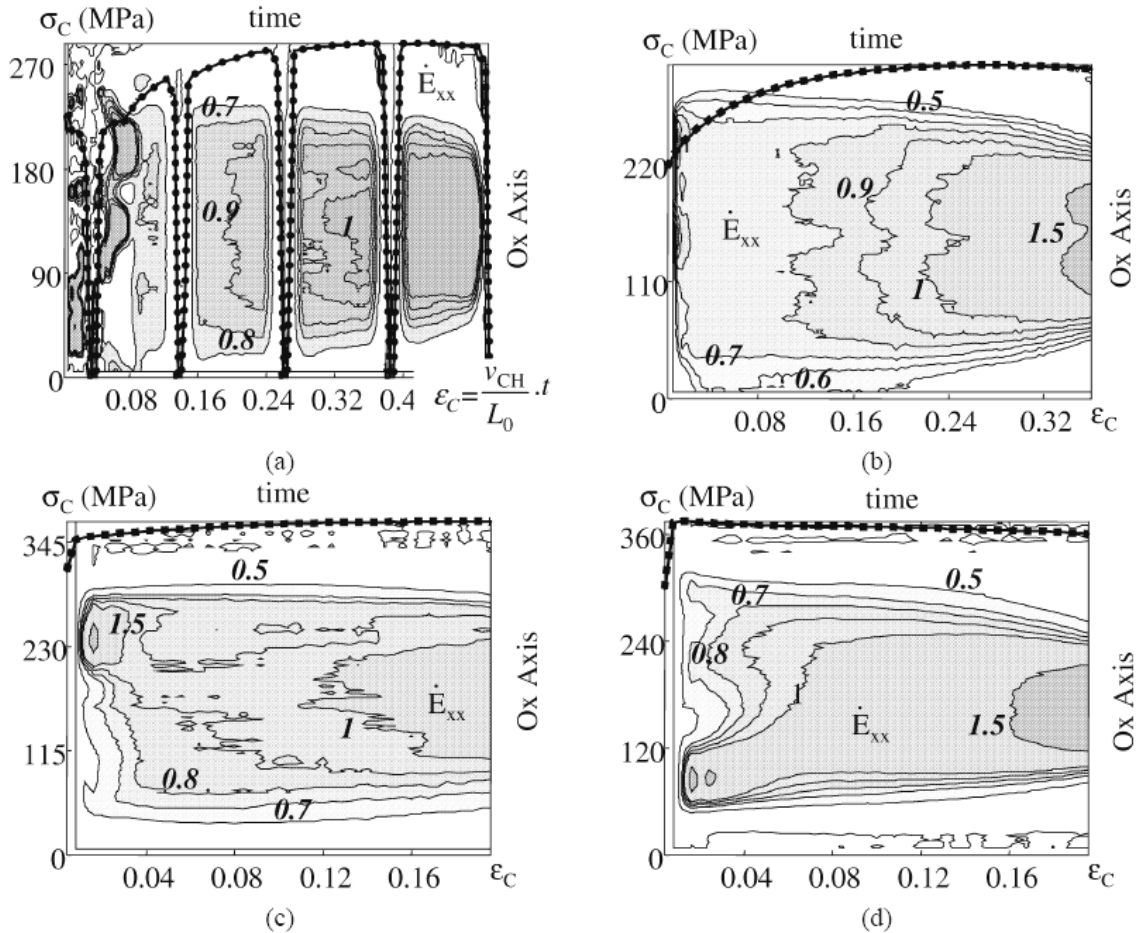 σC (MPa) time
270
180
90
0
Ėxx
0.7
0.9
1
0.8
Ox Axis
0.08 0.16 0.24 0.32 0.4 εC = vCH/L0 .t
(a)
σC (MPa) time
220
110
0
0.5
0.9
Ėxx
1.5
1
0.7
0.6
Ox Axis
0.08 0.16 0.24 0.32 εC
(b)
σC (MPa) time
345
230
115
0
0.5
1.5
Ėxx
1
0.8
0.7
Ox Axis
0.04 0.08 0.12 0.16 εC
(c)
σC (MPa) time
360
240
120
0
0.5
0.7
0.8
1
Ėxx
1.5
Ox Axis
0.04 0.08 0.12 0.16 εC
(d)